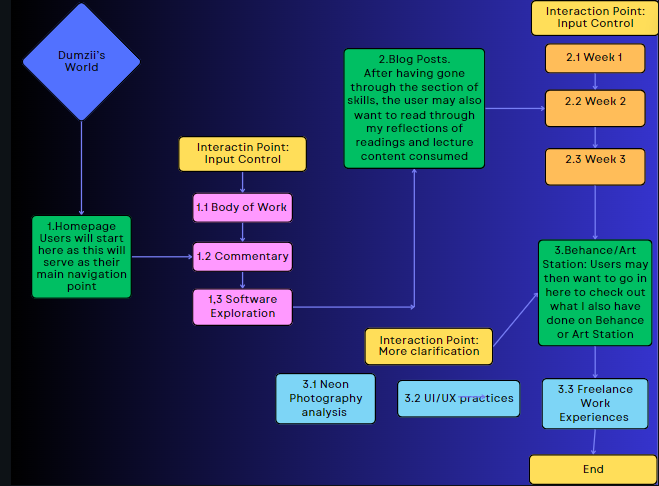 Dumzii's
World
1.Homepage
Users will start
here as this will
serve as their
main navigation
point
Interactin Point:
Input Control
1.1 Body of Work
1.2 Commentary
1,3 Software
Exploration
2.Blog Posts.
After having gone
through the section of
skills, the user may also
want to read through
my reflections of
readings and lecture
content consumed
Interaction Point:
Input Control
2.1 Week 1
2.2 Week 2
2.3 Week 3
3.Behance/Art
Station: Users may
then want to go in
here to check out
what I also have
done on Behance
or Art Station
Interaction Point:
More clarification
3.1 Neon
Photography
analysis
3.2 UI/UX practices
3.3 Freelance
Work
Experiences
End